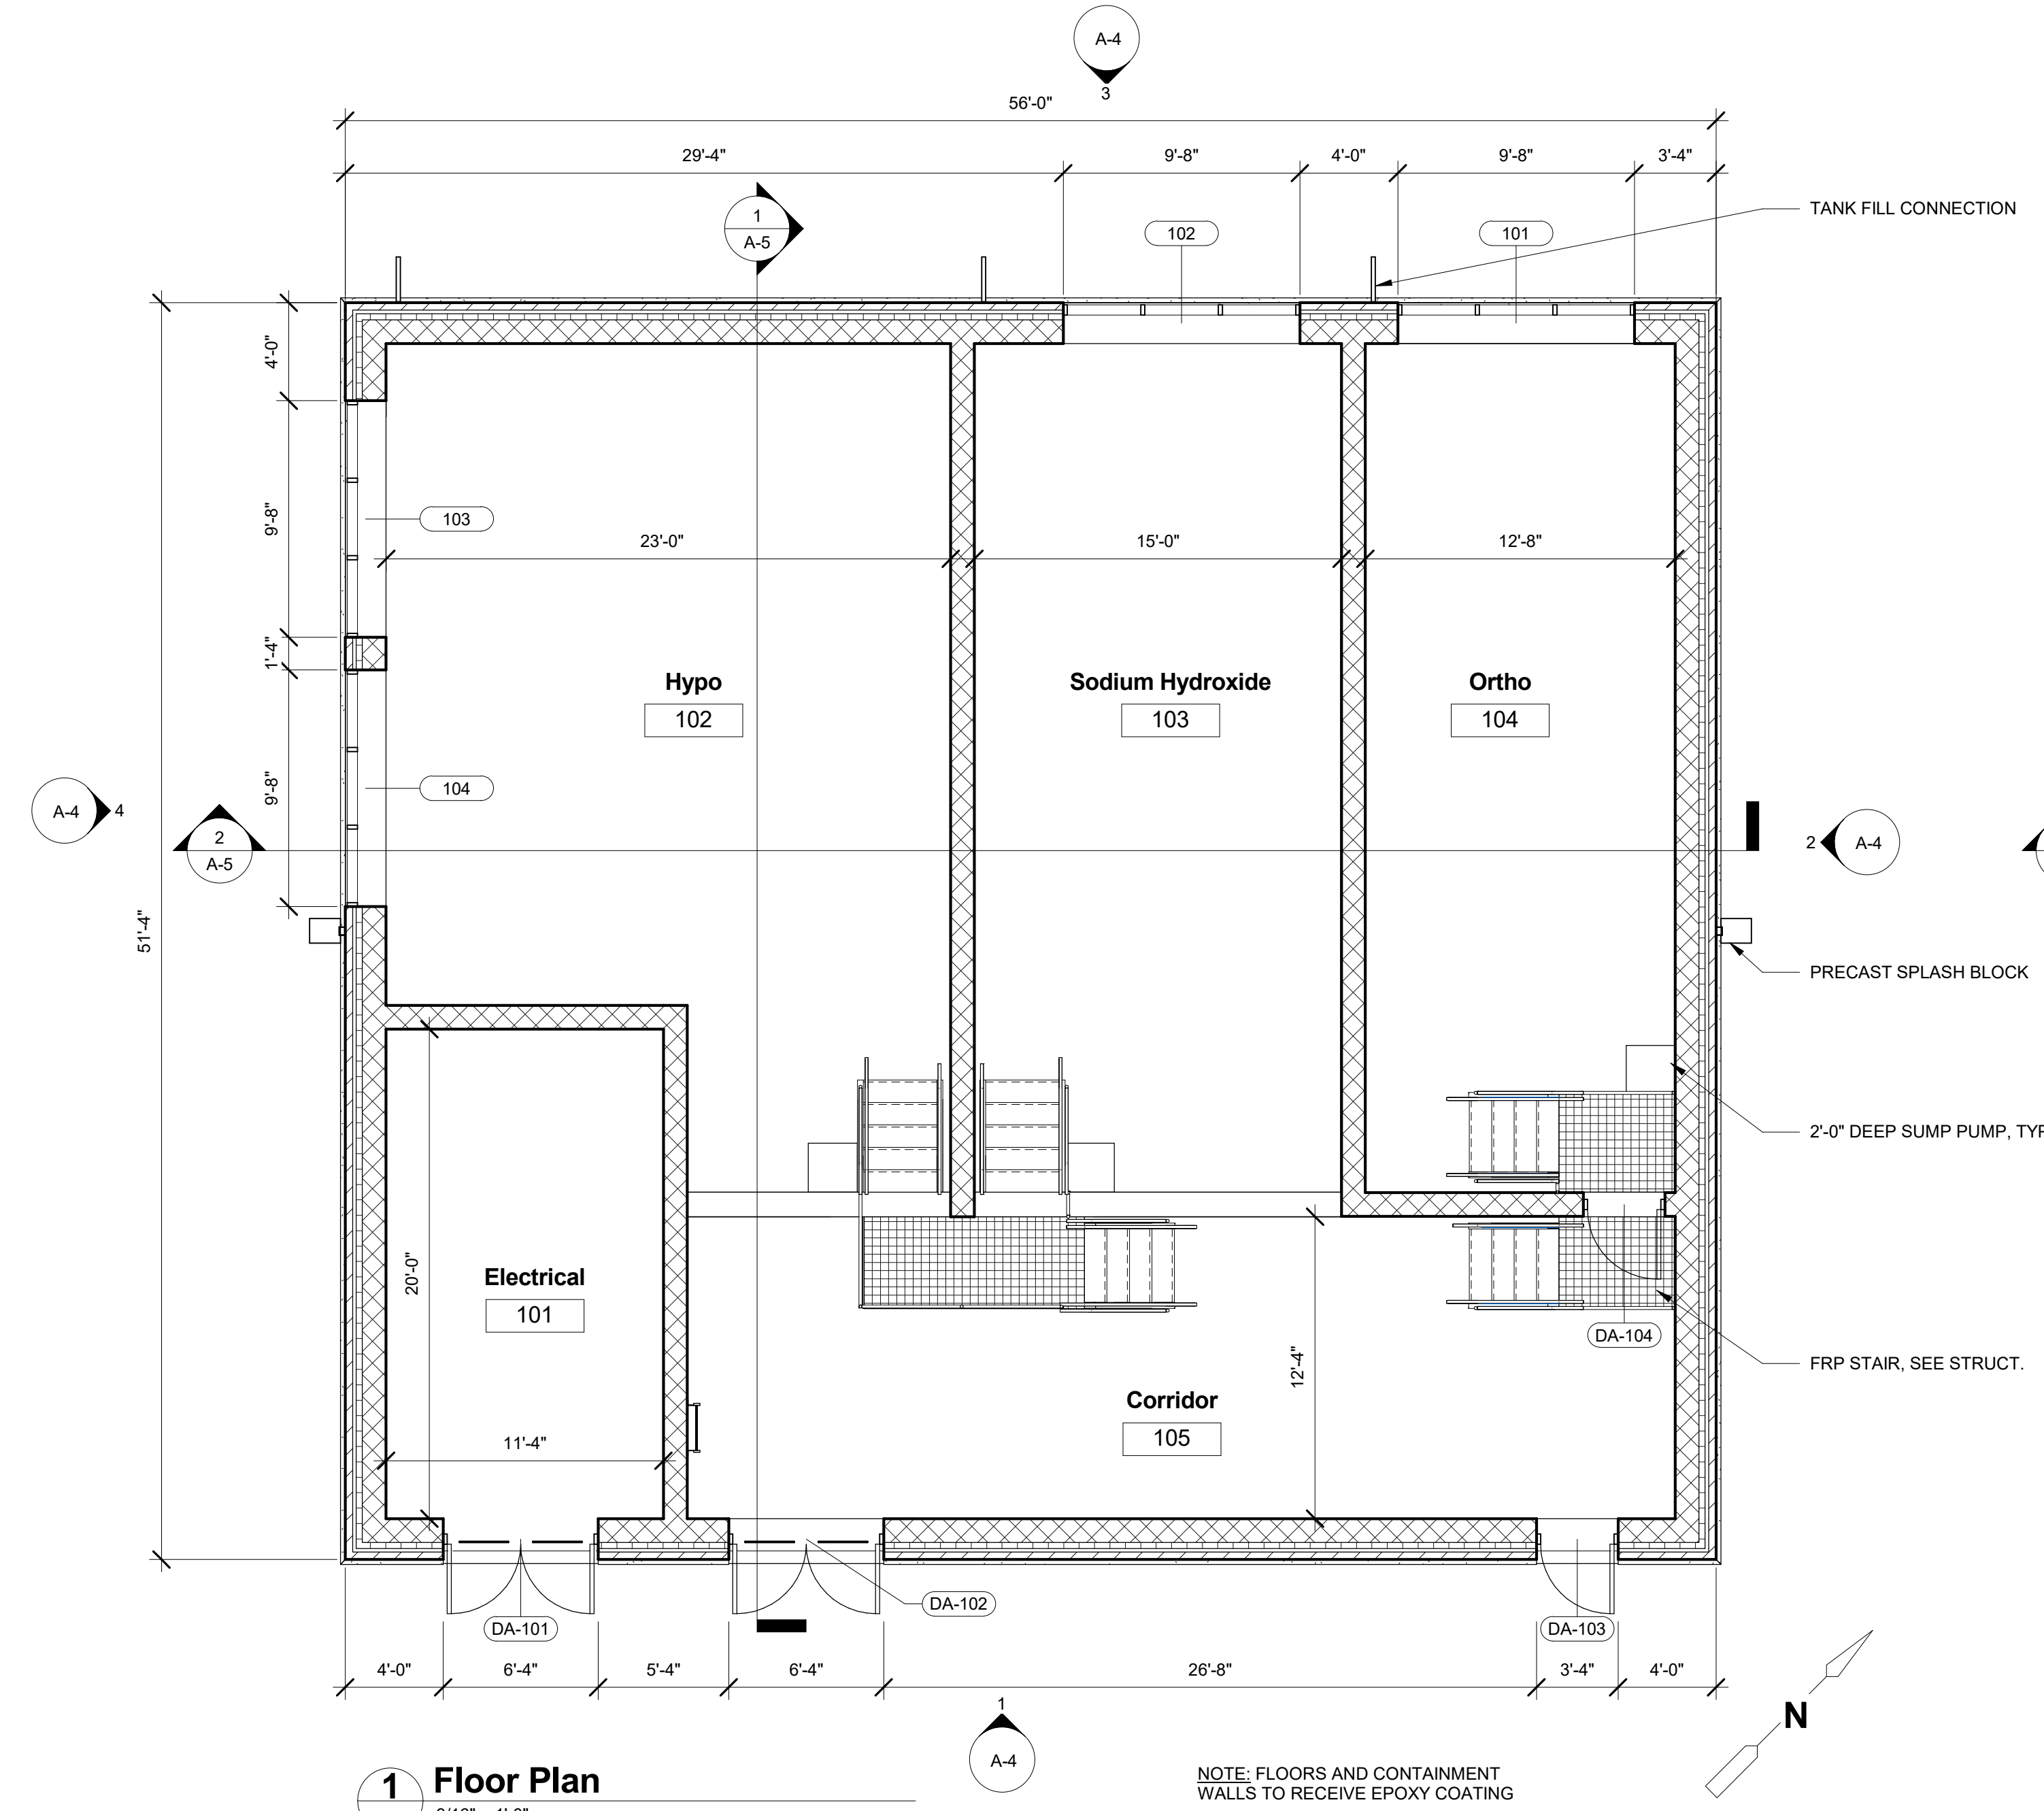 A-4
3
56'-0"
29'-4"
9'-8"
4'-0"
9'-8"
3'-4"
TANK FILL CONNECTION
1
A-5
102
101
4'-0"
9'-8"
103
23'-0"
15'-0"
12'-8"
1'-4"
Hypo
102
Sodium Hydroxide
103
Ortho
104
9'-8"
104
A-4
4
2
A-5
2
A-4
51'-4"
PRECAST SPLASH BLOCK
2'-0" DEEP SUMP PUMP, TYP
20'-0"
Electrical
101
12'-4"
DA-104
FRP STAIR, SEE STRUCT.
Corridor
105
11'-4"
DA-101
DA-102
DA-103
4'-0"
6'-4"
5'-4"
6'-4"
26'-8"
3'-4"
4'-0"
1
A-4
N
1
Floor Plan
NOTE: FLOORS AND CONTAINMENT
WALLS TO RECEIVE EPOXY COATING